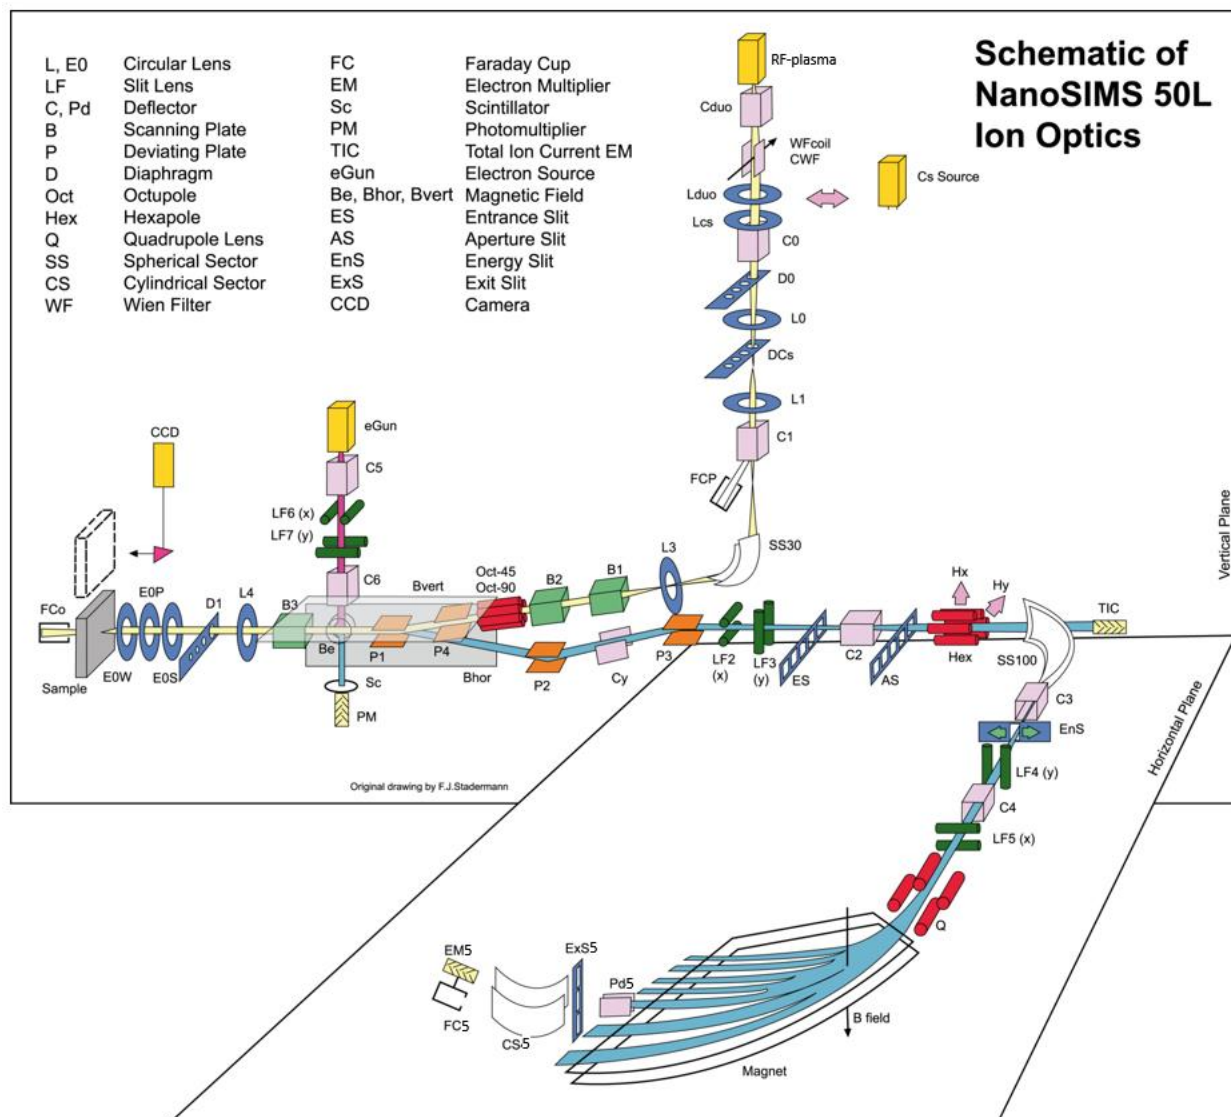 Schematic of
NanoSIMS 50L
Ion Optics
L, E0 Circular Lens FC Faraday Cup
LF Slit Lens EM Electron Multiplier
C, Pd Deflector Sc Scintillator
B Scanning Plate PM Photomultiplier
P Deviating Plate TIC Total Ion Current EM
D Diaphragm eGun Electron Source
Oct Octupole Be, Bhor, Bvert Magnetic Field
Hex Hexapole ES Entrance Slit
Q Quadrupole Lens AS Aperture Slit
SS Spherical Sector EnS Energy Slit
CS Cylindrical Sector ExS Exit Slit
WF Wien Filter CCD Camera
RF-plasma
Cduo
WFcoil
CWF
Cs Source
Lduo
Lcs
C0
D0
L0
DCs
L1
C1
FCP
SS30
CCD
eGun
C5
LF6 (x)
LF7 (y)
C6
FCo
Sample
E0W
E0P
E0S
D1
L4
B3
Bvert
Be
Sc
PM
P1
P4
Bhor
Oct-45
Oct-90
B2
B1
L3
P2
Cy
P3
LF2
(x)
LF3
(y)
ES
C2
AS
Hx
Hy
Hex
SS100
TIC
Vertical Plane
Horizontal Plane
C3
EnS
LF4 (y)
C4
LF5 (x)
Q
Original drawing by F.J.Stadermann
EM5
FC5
CS5
ExS5
Pd5
B field
Magnet